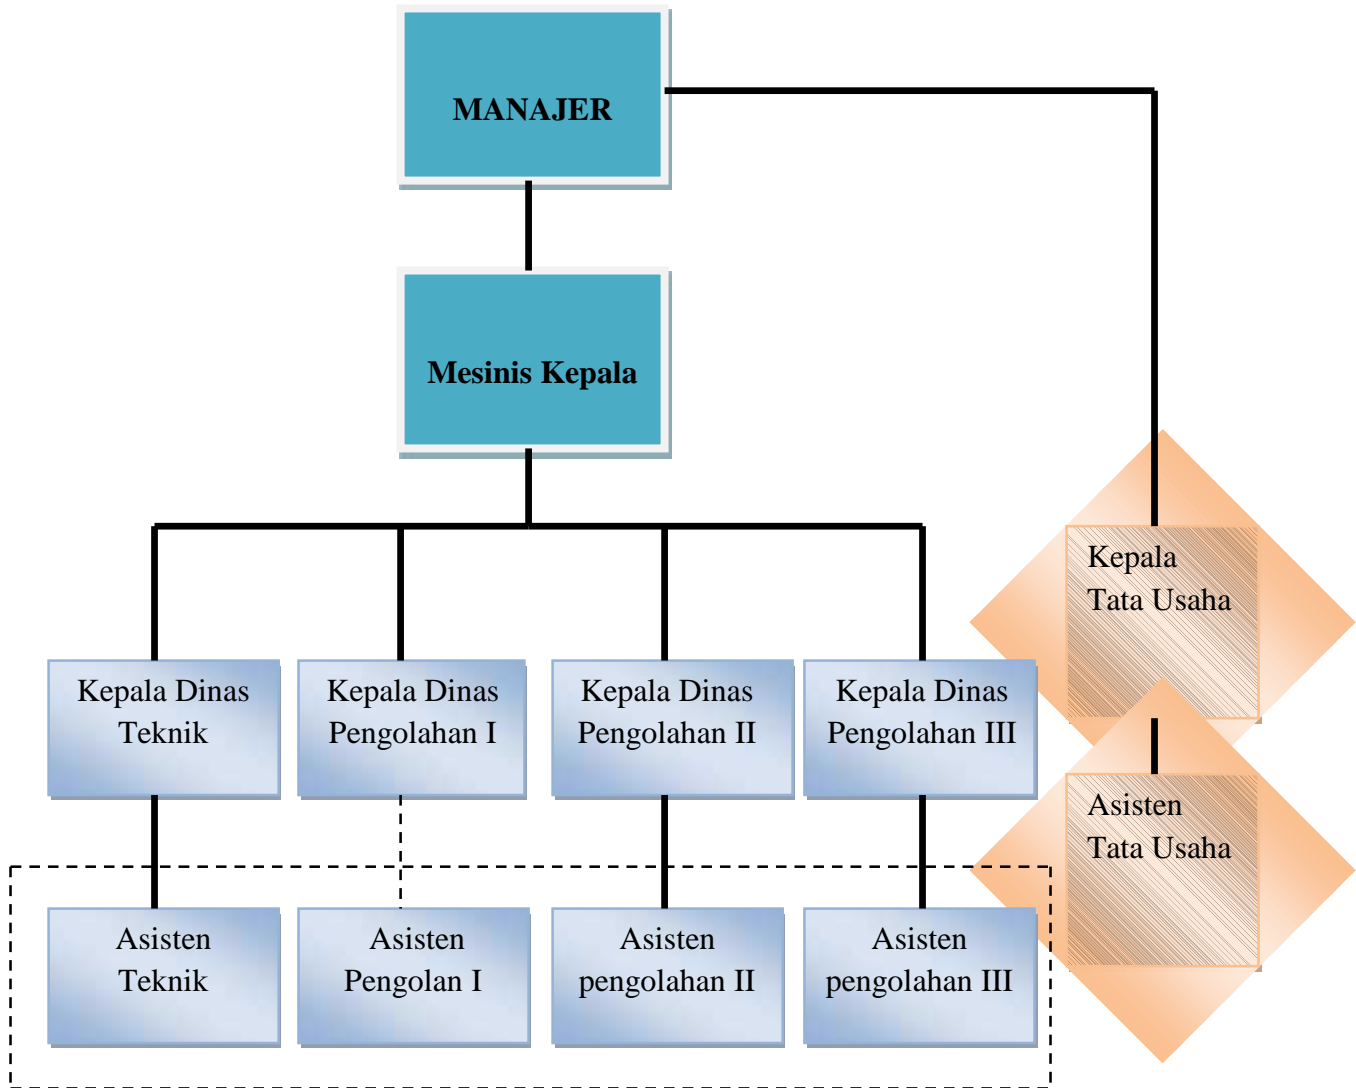 MANAJER
Mesinis Kepala
Kepala
Tata Usaha
Kepala Dinas
Teknik
Kepala Dinas
Pengolahan I
Kepala Dinas
Pengolahan II
Kepala Dinas
Pengolahan III
Asisten
Tata Usaha
Asisten
Teknik
Asisten
Pengolan I
Asisten
pengolahan II
Asisten
pengolahan III